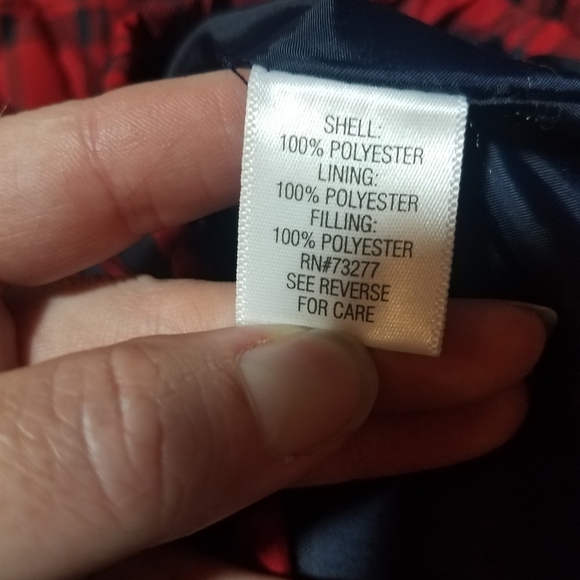 SHELL:
100% POLYESTER
LINING:
100% POLYESTER
FILLING:
100% POLYESTER
RN#73277
SEE REVERSE
FOR CARE